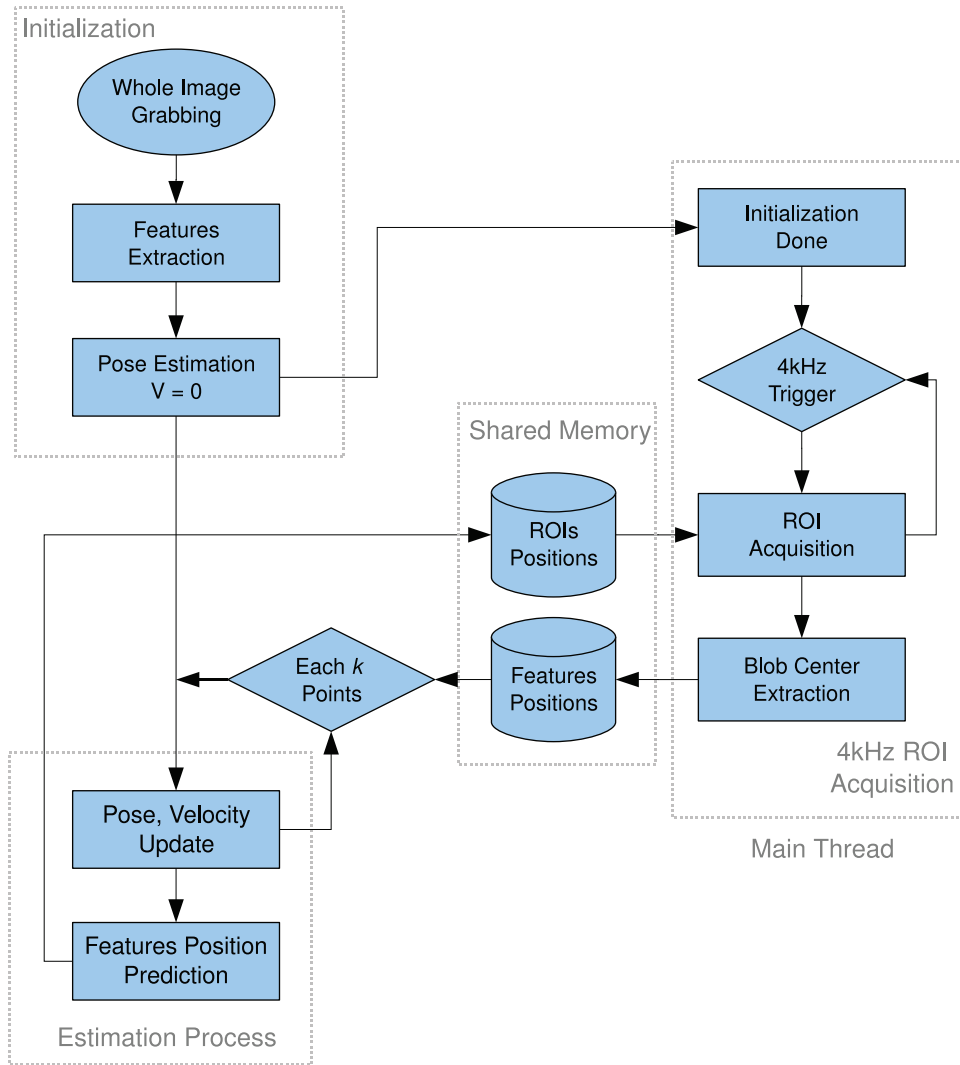 Initialization
Whole Image
Grabbing
Features
Extraction
Pose Estimation
V = 0
Initialization
Done
4kHz
Trigger
Shared Memory
ROIs
Positions
ROI
Acquisition
Each k
Points
Features
Positions
Blob Center
Extraction
4kHz ROI
Acquisition
Main Thread
Pose, Velocity
Update
Features Position
Prediction
Estimation Process